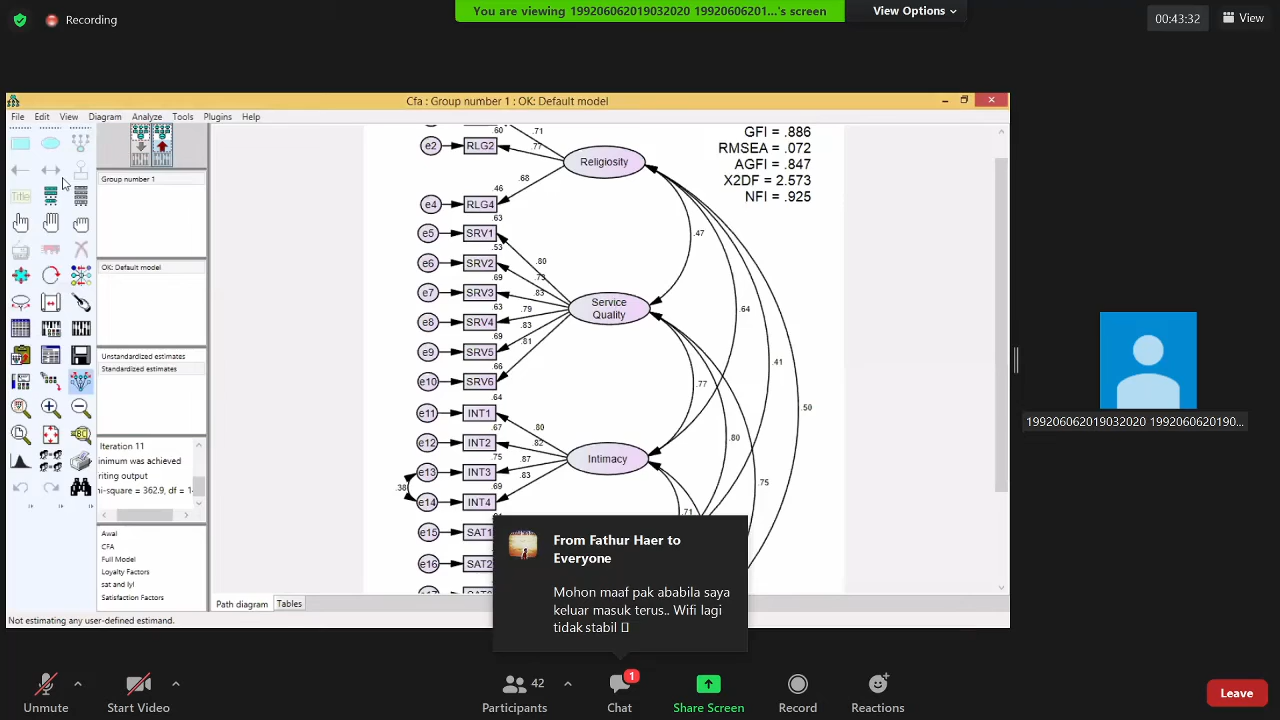 Recording
You are viewing 199206062019032020 19920606201...'s screen
View Options
00:43:32
View
Cfa : Group number 1 : OK: Default model
File Edit View Diagram Analyze Tools Plugins Help
Title
Group number 1
OK: Default model
Unstandardized estimates
Standardized estimates
Iteration 11
inimum was achieved
riting output
hi-square = 362.9, df = 1
Awal
CFA
Full Model
Loyalty Factors
sat and lyl
Satisfaction Factors
GFI = .886
RMSEA = .072
AGFI = .847
X2DF = 2.573
NFI = .925
.60
.71
e2 RLG2
.77
Religiosity
.68
.46
e4 RLG4
.63
e5 SRV1
.47
.53
.80
e6 SRV2
.73
.69
e7 SRV3
.83
.63
.79
Service
Quality
.64
e8 SRV4
.83
.69
.81
e9 SRV5
.41
.66
e10 SRV6
.77
.64
.50
e11 INT1
.80
.67
.80
e12 INT2
.82
.75
.87
Intimacy
e13 INT3
.83
.38
.69
.75
e14 INT4
.71
e15 SAT1
e16 SAT2
Path diagram Tables
Not estimating any user-defined estimand.
From Fathur Haer to
Everyone
Mohon maaf pak ababila saya
keluar masuk terus.. Wifi lagi
tidak stabil
199206062019032020 1992060620190...
Unmute
Start Video
42
Participants
1
Chat
Share Screen
Record
Reactions
Leave